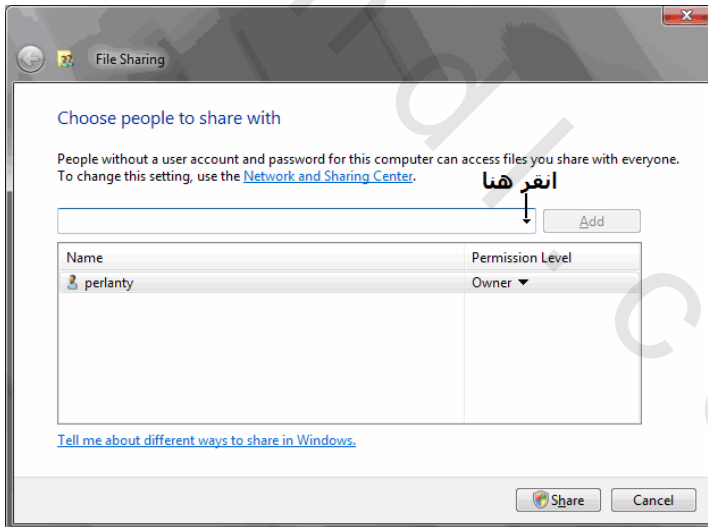 File Sharing
Choose people to share with
People without a user account and password for this computer can access files you share with everyone.
To change this setting, use the Network and Sharing Center.
انقر هنا
Add
Name Permission Level
perlanty Owner
Tell me about different ways to share in Windows.
Share Cancel